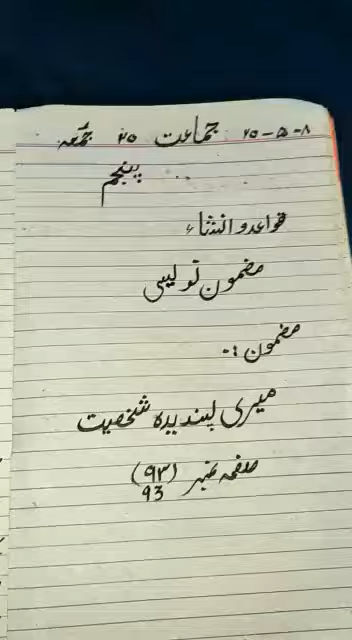 ۸-۵-۲۵ جماعت ۲۵ جمعہ
پنجم
قواعد و انشاء
مضمون نویسی
مضمون :۔
میری پسندیدہ شخصیت
صفحہ نمبر (۹۳)
93